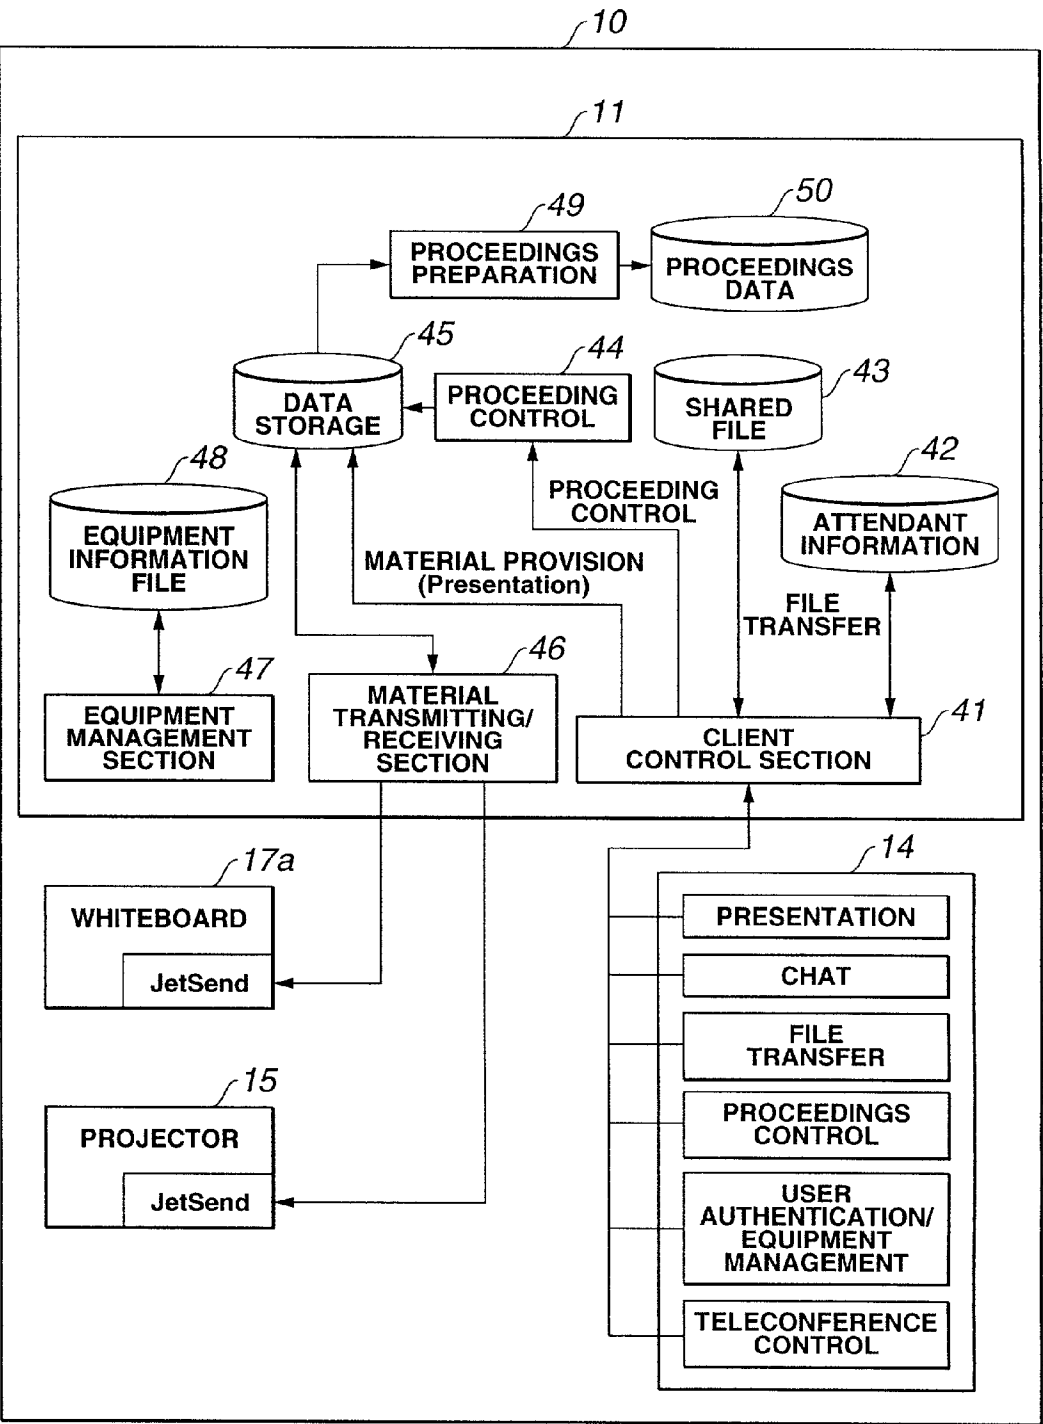 10
11
50
49
PROCEEDINGS
PREPARATION
PROCEEDINGS
DATA
45
44
43
DATA
STORAGE
PROCEEDING
CONTROL
SHARED
FILE
48
42
EQUIPMENT
INFORMATION
FILE
PROCEEDING
CONTROL
ATTENDANT
INFORMATION
MATERIAL PROVISION
(Presentation)
FILE
TRANSFER
47
46
41
EQUIPMENT
MANAGEMENT
SECTION
MATERIAL
TRANSMITTING/
RECEIVING
SECTION
CLIENT
CONTROL SECTION
17a
14
WHITEBOARD
JetSend
PRESENTATION
CHAT
FILE
TRANSFER
15
PROJECTOR
JetSend
PROCEEDINGS
CONTROL
USER
AUTHENTICATION/
EQUIPMENT
MANAGEMENT
TELECONFERENCE
CONTROL